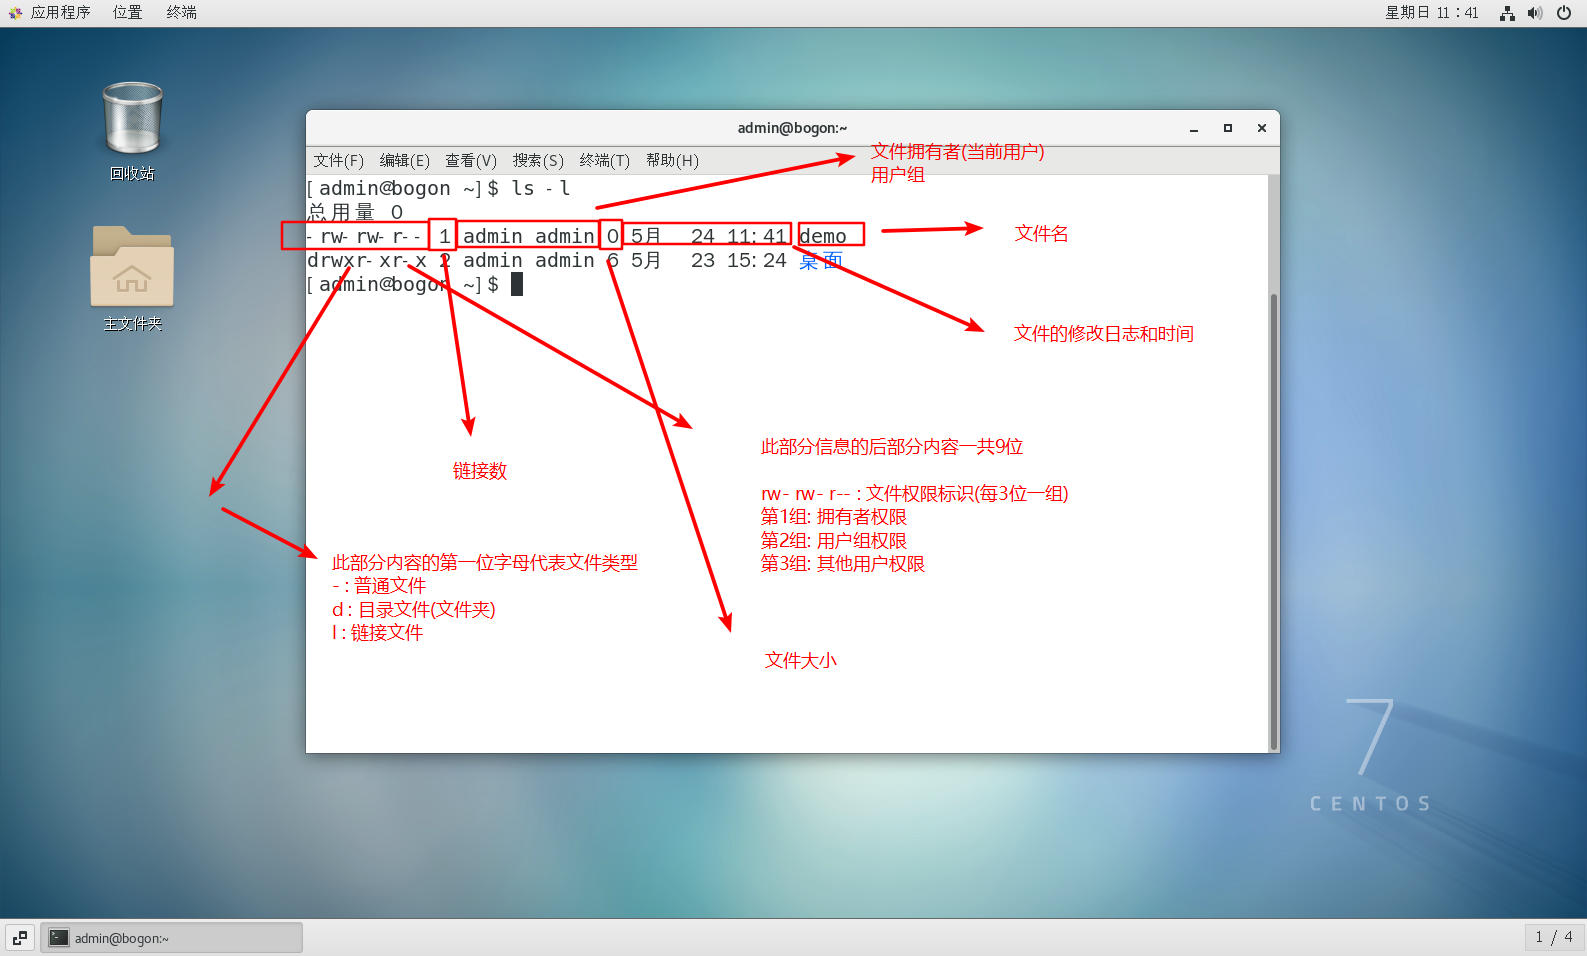 应用程序 位置 终端 星期日 11：41
回收站
主文件夹
admin@bogon:~
文件(F) 编辑(E) 查看(V) 搜索(S) 终端(T) 帮助(H)
[admin@bogon ~]$ ls -l
总用量 0
-rw-rw-r-- 1 admin admin 0 5月 24 11:41 demo
drwxr-xr-x 2 admin admin 6 5月 23 15:24 桌面
[admin@bogon ~]$
文件拥有者(当前用户)
用户组
文件名
文件的修改日志和时间
链接数
此部分信息的后部分内容一共9位
rw- rw- r-- : 文件权限标识(每3位一组)
第1组: 拥有者权限
第2组: 用户组权限
第3组: 其他用户权限
此部分内容的第一位字母代表文件类型
- : 普通文件
d : 目录文件(文件夹)
l : 链接文件
文件大小
7
CENTOS
admin@bogon:~
1 / 4